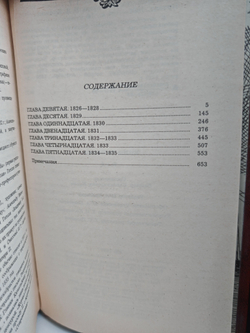 СОДЕРЖАНИЕ
ГЛАВА ДЕВЯТАЯ. 1826—1828 5
ГЛАВА ДЕСЯТАЯ. 1829 145
ГЛАВА ОДИННАДЦАТАЯ. 1830 246
ГЛАВА ДВЕНАДЦАТАЯ. 1831 376
ГЛАВА ТРИНАДЦАТАЯ. 1832—1833 445
ГЛАВА ЧЕТЫРНАДЦАТАЯ. 1833 507
ГЛАВА ПЯТНАДЦАТАЯ. 1834—1835 553
Примечания 653